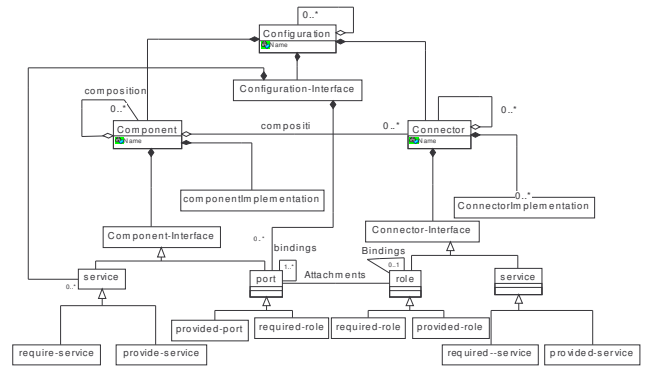 0..*
Configuration
Name
Configuration-Interface
composition
0..*
Component
Name
compositi
0..*
Connector
Name
0..*
componentImplementation
0..*
ConnectorImplementation
Component-Interface
Connector-Interface
0..*
bindings
Bindings
service
0..*
port
1..*
Attachments
role
0..1
service
provided-port
required-role
required-role
provided-role
require-service
provide-service
required--service
provided-service